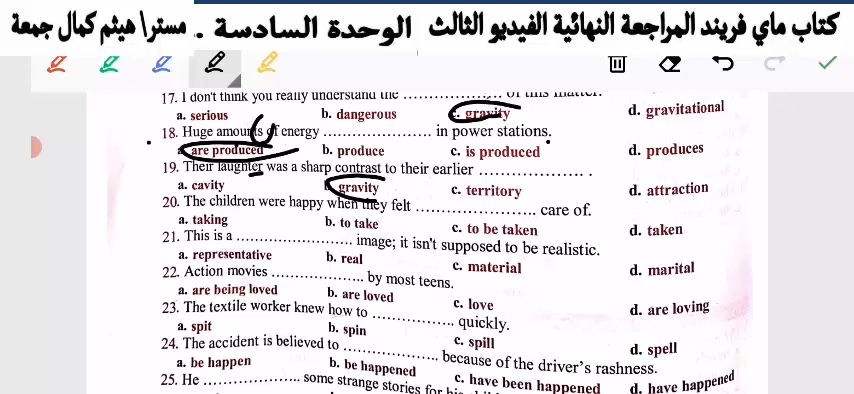 كتاب ماي فريند المراجعة النهائية الفيديو الثالث الوحدة السادسة . مستر\ هيثم كمال جمعة
17. I don't think you really understand the .................... of this matter.
a. serious b. dangerous c. gravity d. gravitational
18. Huge amounts of energy .................... in power stations.
a. are produced b. produce c. is produced d. produces
19. Their laughter was a sharp contrast to their earlier .................... .
a. cavity b. gravity c. territory d. attraction
20. The children were happy when they felt .................... care of.
a. taking b. to take c. to be taken d. taken
21. This is a .................... image; it isn't supposed to be realistic.
a. representative b. real c. material d. marital
22. Action movies .................... by most teens.
a. are being loved b. are loved c. love d. are loving
23. The textile worker knew how to .................... quickly.
a. spit b. spin c. spill d. spell
24. The accident is believed to .................... because of the driver's rashness.
a. be happen b. be happened c. have been happened d. have happened
25. He .................... some strange stories for his